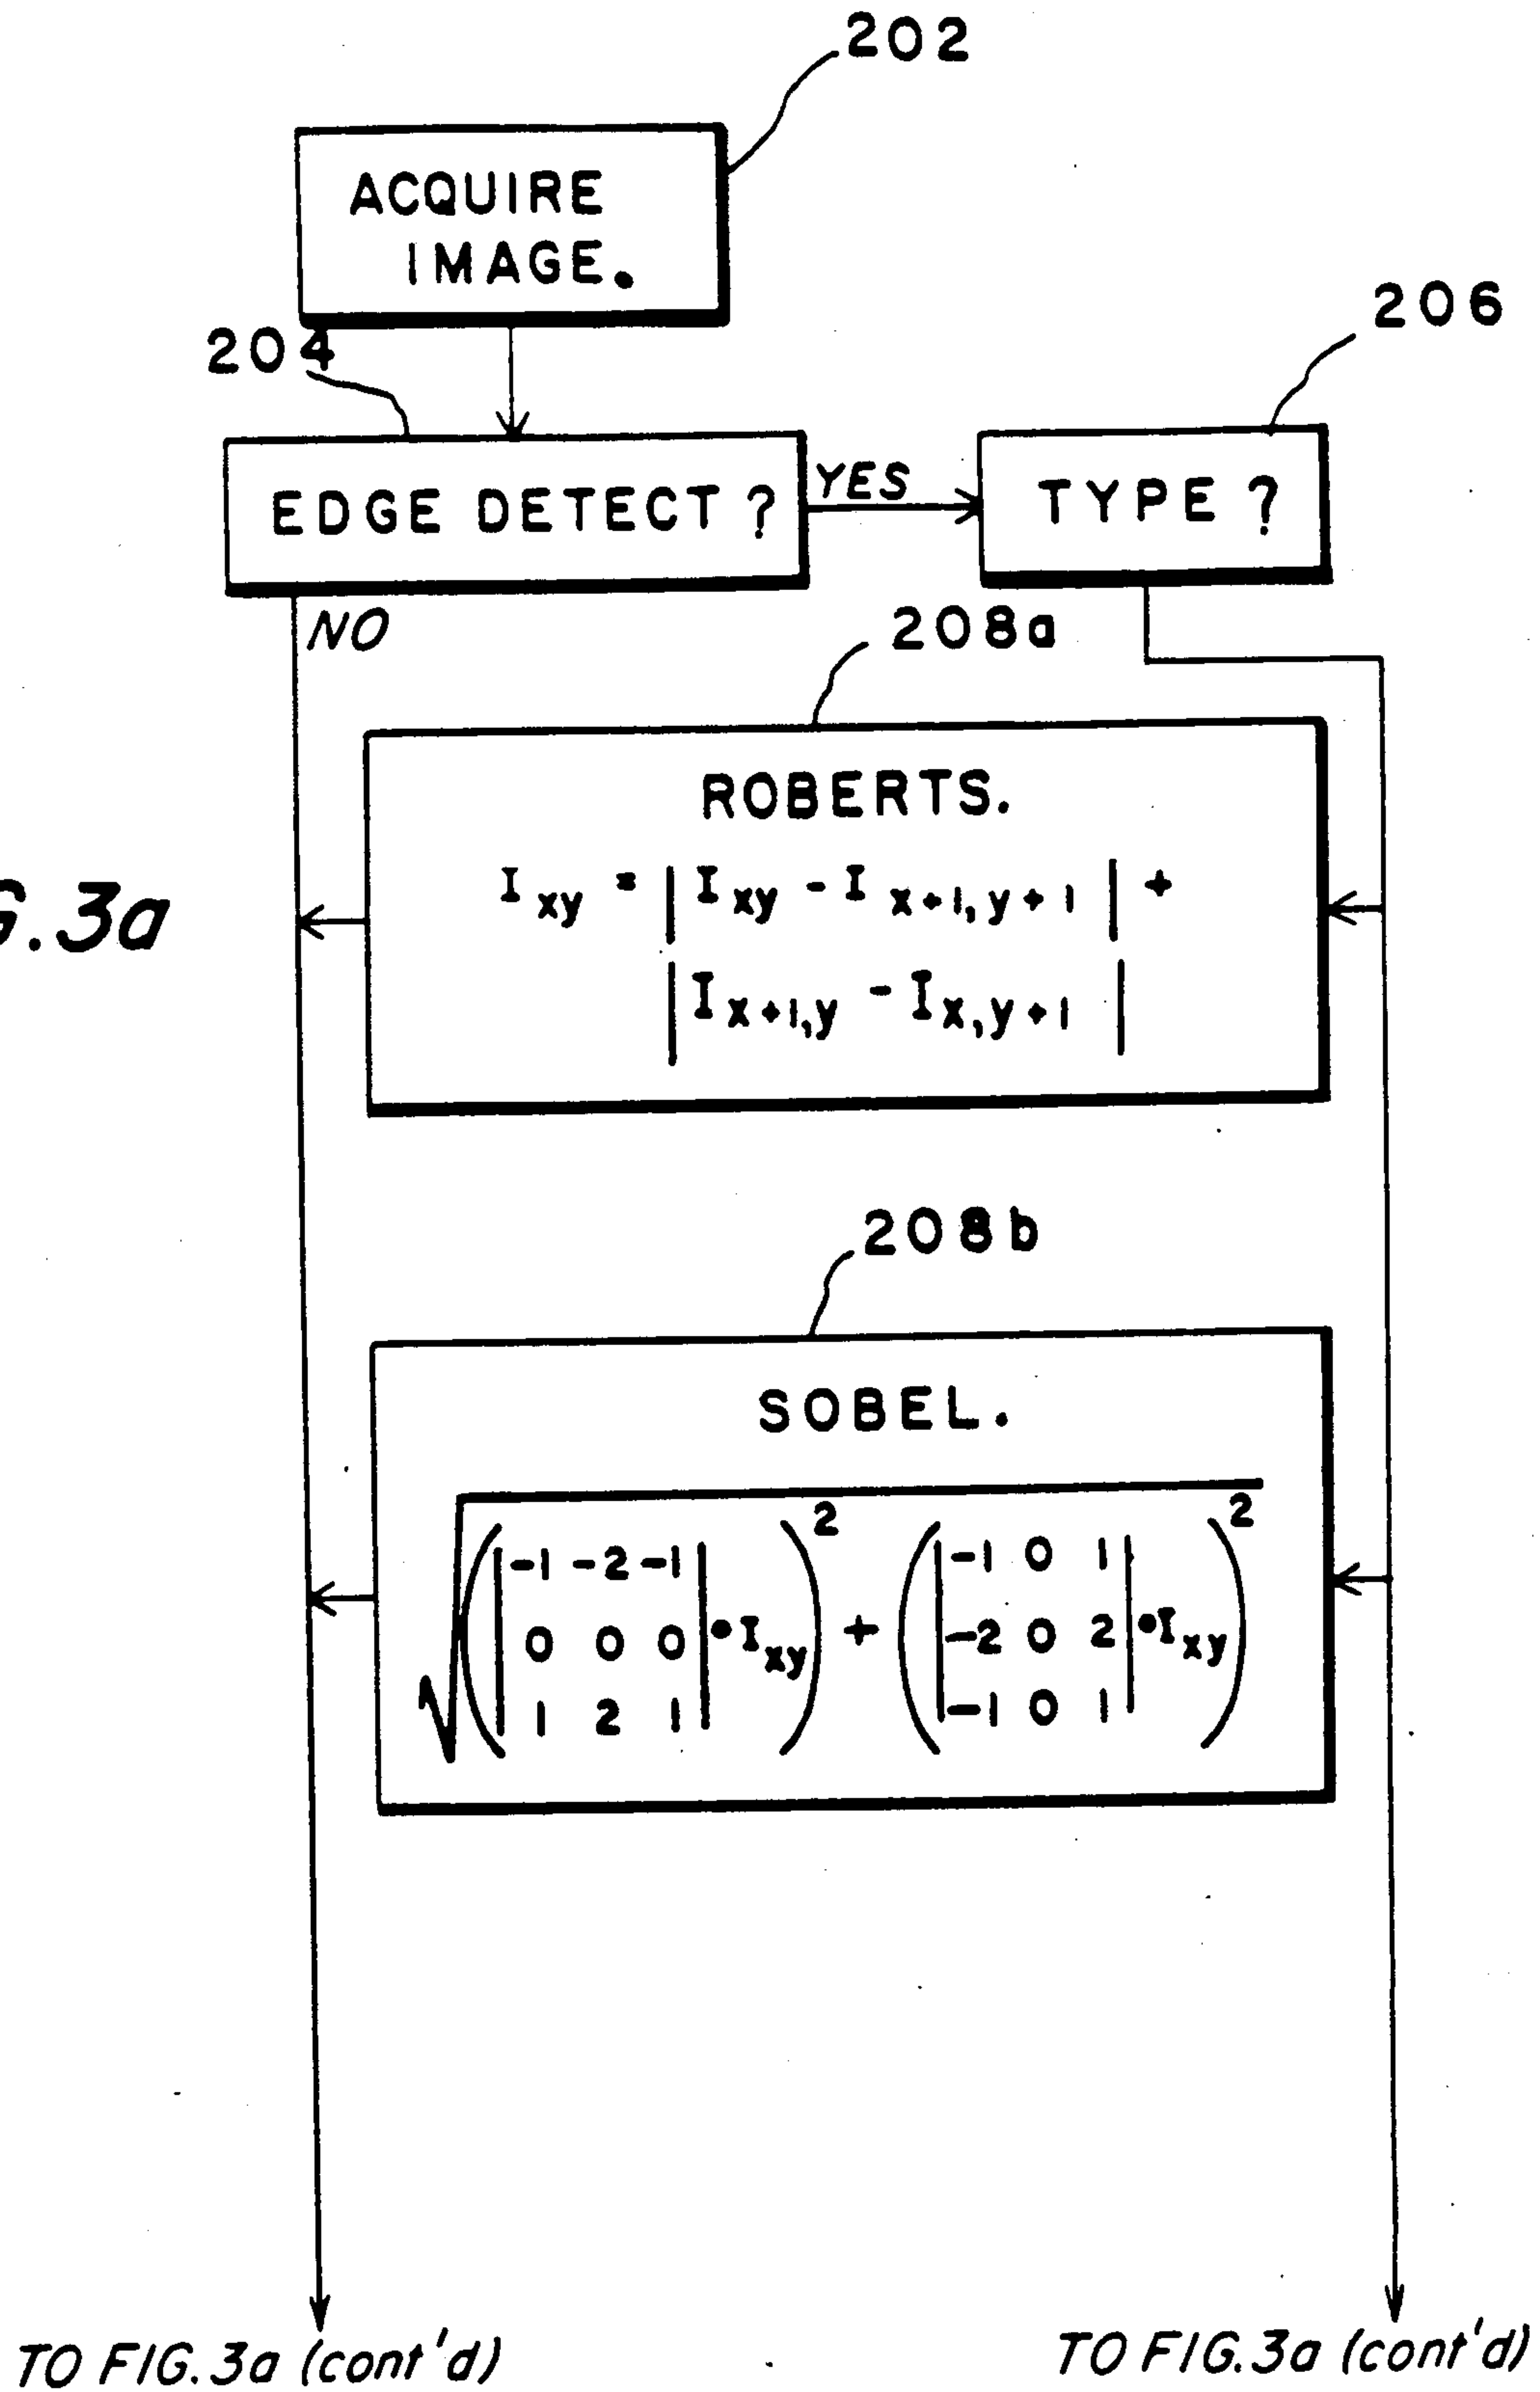 202
ACQUIRE
IMAGE.
204
206
EDGE DETECT ?
YES
TYPE ?
NO
208a
ROBERTS.
I xy = | I xy - I x+1, y+1 | +
| I x+1,y - I x,y+1 |
G.3a
208b
SOBEL.
√ ( | -1 -2 -1 | )² ( | -1 0 1 | )²
| 0 0 0 | • I xy + | -2 0 2 | • I xy
| 1 2 1 | | -1 0 1 |
TO FIG.3a (cont'd)
TO FIG.3a (cont'd)